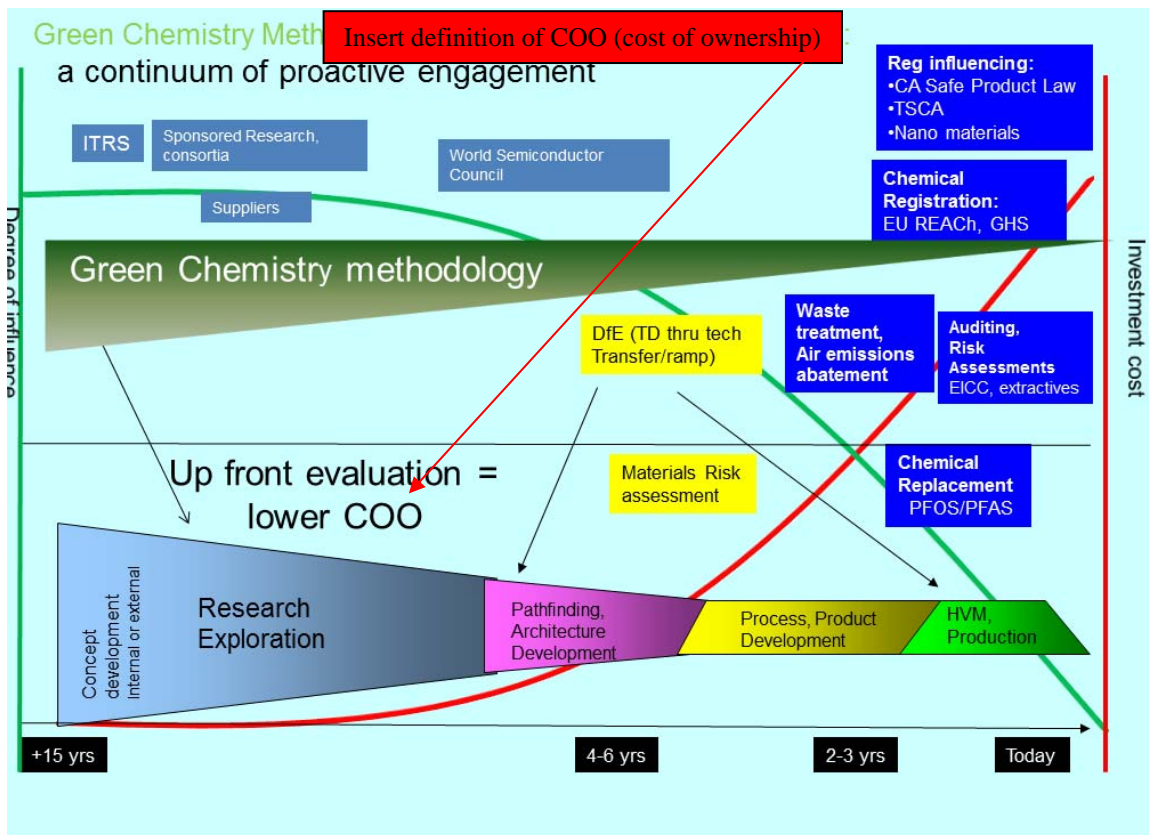 Green Chemistry Meth
Insert definition of COO (cost of ownership)
:
a continuum of proactive engagement
Reg influencing:
•CA Safe Product Law
•TSCA
•Nano materials
ITRS
Sponsored Research,
consortia
World Semiconductor
Council
Suppliers
Chemical
Registration:
EU REACh, GHS
Degree of influence
Investment cost
Green Chemistry methodology
DfE (TD thru tech
Transfer/ramp)
Waste
treatment,
Air emissions
abatement
Auditing,
Risk
Assessments
EICC, extractives
Up front evaluation =
lower COO
Materials Risk
assessment
Chemical
Replacement
PFOS/PFAS
Concept
development
Internal or external
Research
Exploration
Pathfinding,
Architecture
Development
Process, Product
Development
HVM,
Production
+15 yrs
4-6 yrs
2-3 yrs
Today